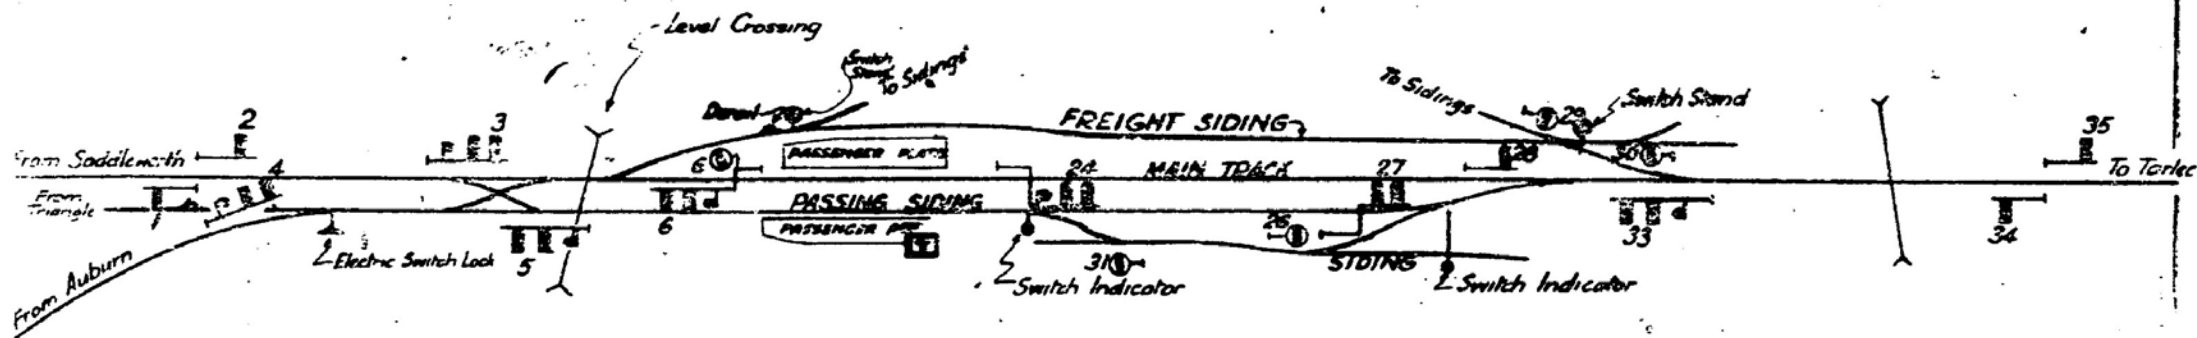 Level Crossing
Switch
Stand
To Sidings
Derail
To Sidings
29
Switch Stand
2
3
FREIGHT SIDING
35
From Saddleworth
4
6
PASSENGER PLATF
MAIN TRACK
24
27
28
30
To Tarlee
From
Triangle
PASSING SIDING
6
PASSENGER
26
33
34
Electric Switch Lock
5
31
SIDING
From Auburn
Switch Indicator
Switch Indicator